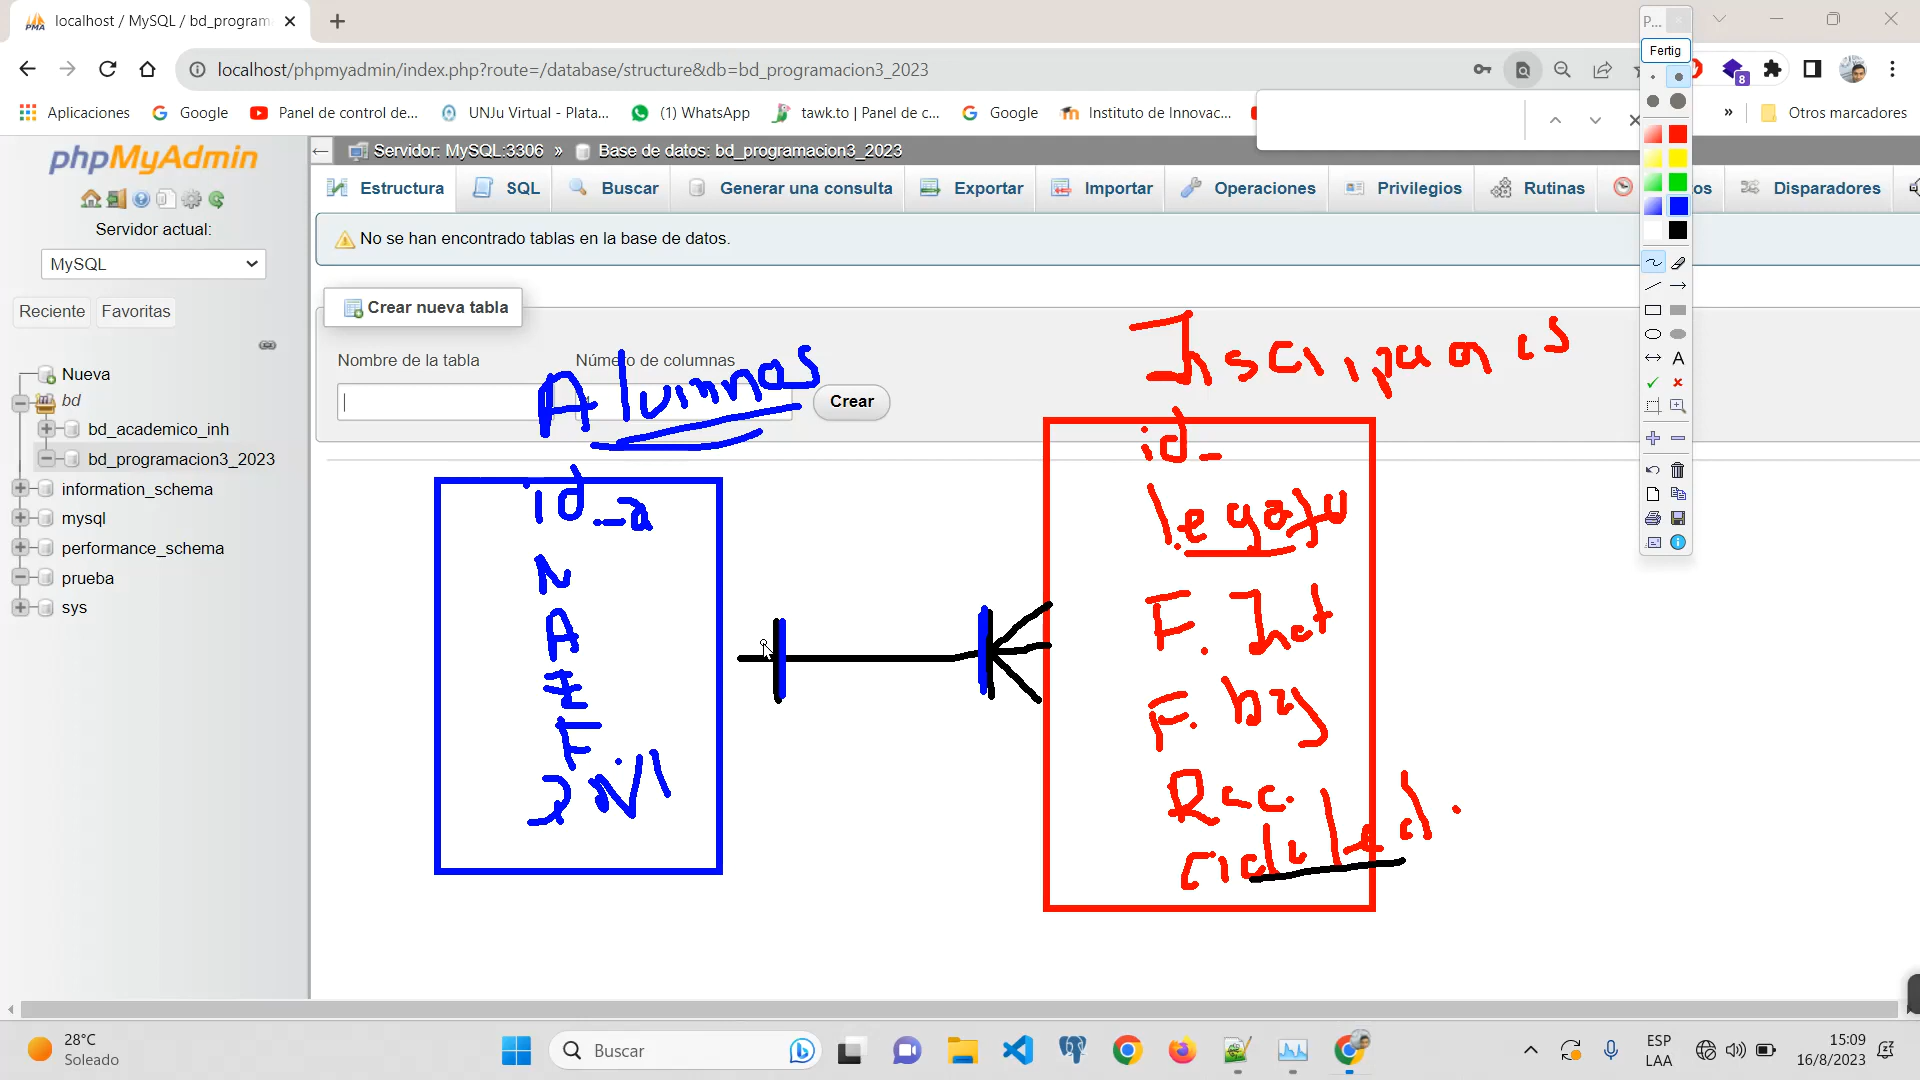 localhost / MySQL / bd_program
P...
Fertig
localhost/phpmyadmin/index.php?route=/database/structure&db=bd_programacion3_2023
8
Aplicaciones
Google
Panel de control de...
UNJu Virtual - Plata...
(1) WhatsApp
tawk.to | Panel de c...
Google
Instituto de Innovac...
»
Otros marcadores
phpMyAdmin
Servidor: MySQL:3306 » Base de datos: bd_programacion3_2023
Estructura
SQL
Buscar
Generar una consulta
Exportar
Importar
Operaciones
Privilegios
Rutinas
os
Disparadores
Servidor actual:
MySQL
No se han encontrado tablas en la base de datos.
Reciente
Favoritas
Crear nueva tabla
Nombre de la tabla
Número de columnas
Crear
Nueva
bd
bd_academico_inh
bd_programacion3_2023
information_schema
mysql
performance_schema
prueba
sys
Alumnos
id_a
N
A
Inscripciones
id_
legajo
F.
F.
A
28°C
Soleado
Buscar
ESP
LAA
15:09
16/8/2023